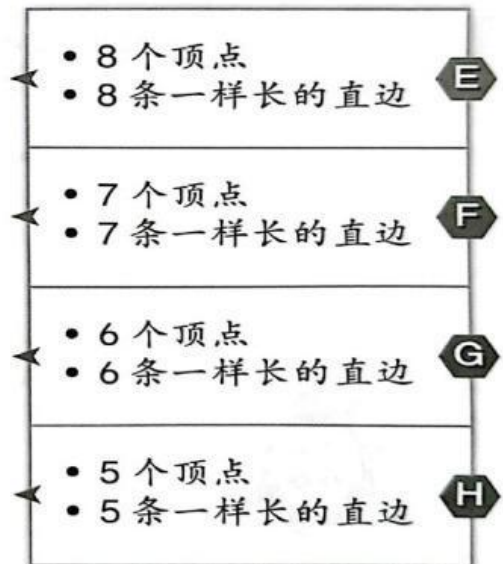 • 8 个顶点
• 8 条一样长的直边
E
• 7 个顶点
• 7 条一样长的直边
F
• 6 个顶点
• 6 条一样长的直边
G
• 5 个顶点
• 5 条一样长的直边
H